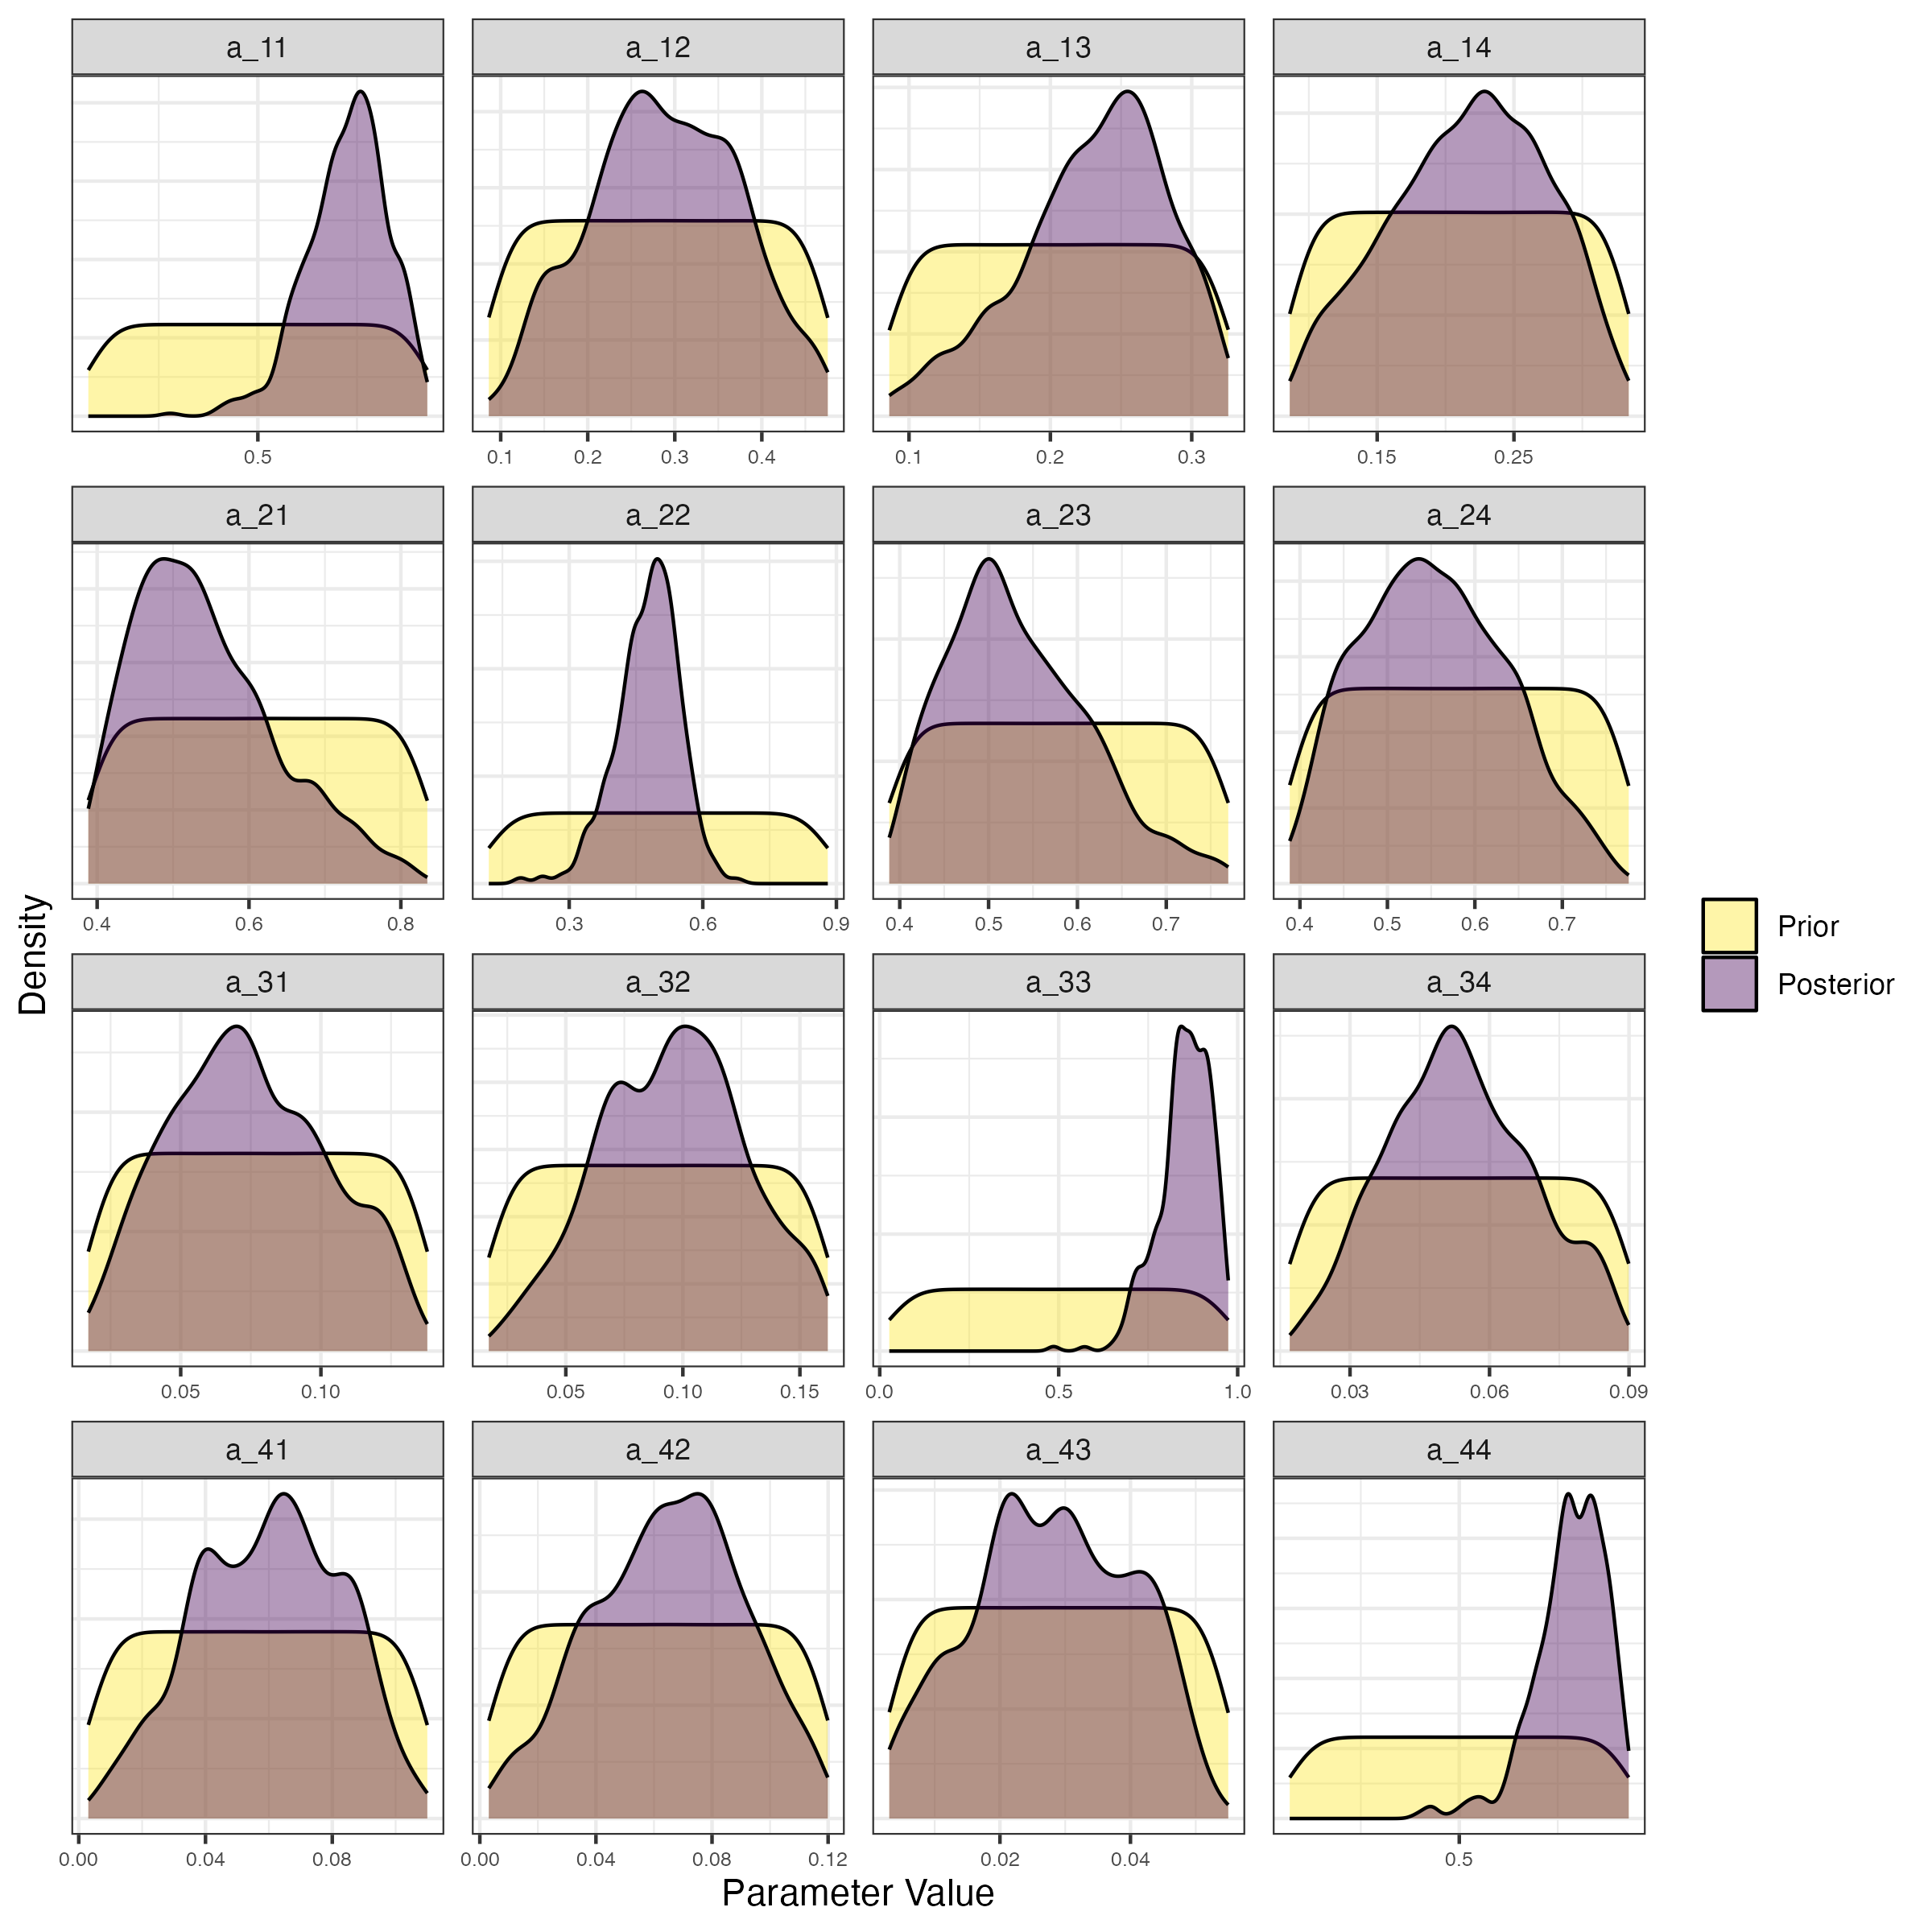 a_11 a_12 a_13 a_14
0.5 0.1 0.2 0.3 0.4 0.1 0.2 0.3 0.15 0.25
a_21 a_22 a_23 a_24
0.4 0.6 0.8 0.3 0.6 0.9 0.4 0.5 0.6 0.7 0.4 0.5 0.6 0.7
Density
Prior
Posterior
a_31 a_32 a_33 a_34
0.05 0.10 0.05 0.10 0.15 0.0 0.5 1.0 0.03 0.06 0.09
a_41 a_42 a_43 a_44
0.00 0.04 0.08 0.00 0.04 0.08 0.12 0.02 0.04 0.5
Parameter Value